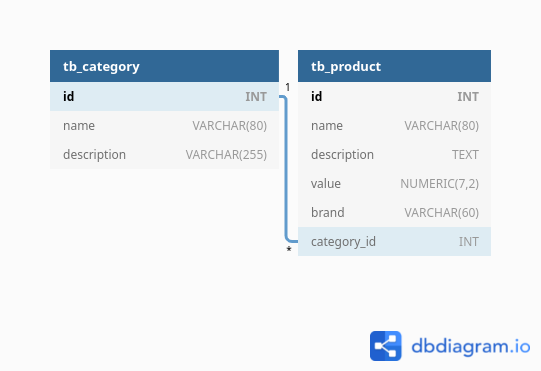 tb_category
id INT
name VARCHAR(80)
description VARCHAR(255)
1
*
tb_product
id INT
name VARCHAR(80)
description TEXT
value NUMERIC(7,2)
brand VARCHAR(60)
category_id INT
dbdiagram.io